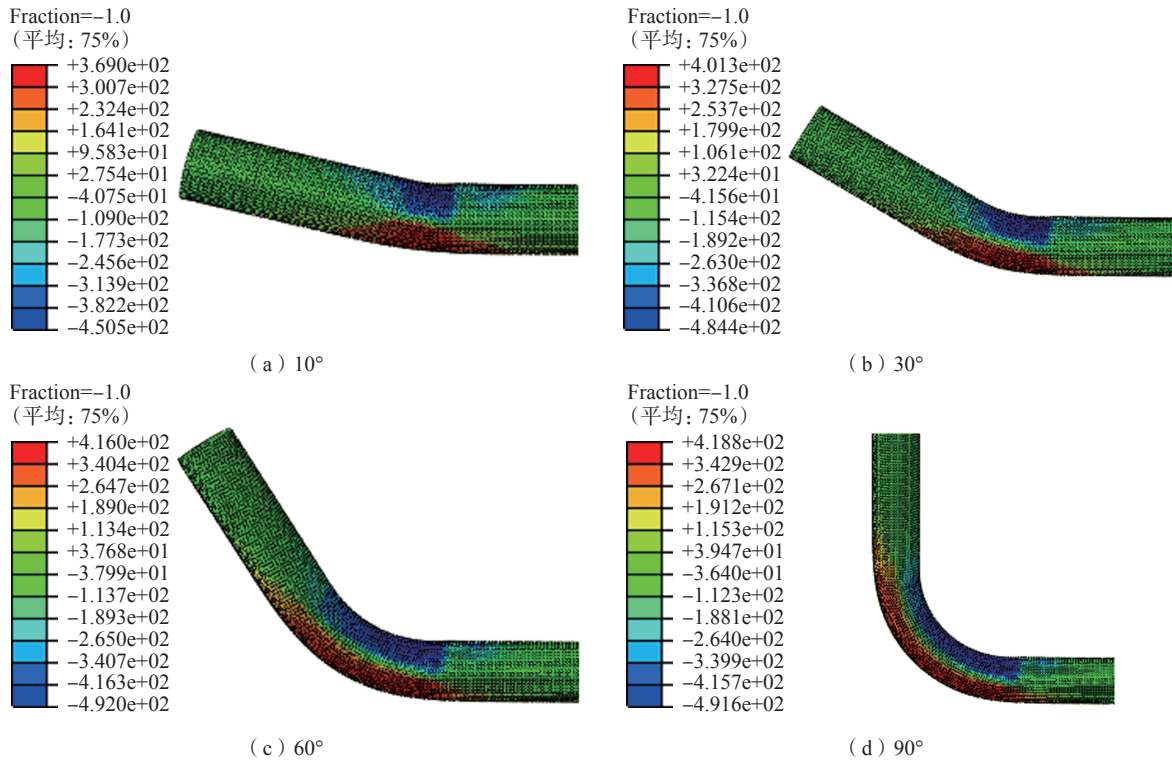 Fraction=-1.0
(平均: 75%)
+3.690e+02
+3.007e+02
+2.324e+02
+1.641e+02
+9.583e+01
+2.754e+01
-4.075e+01
-1.090e+02
-1.773e+02
-2.456e+02
-3.139e+02
-3.822e+02
-4.505e+02
(a)10°
Fraction=-1.0
(平均: 75%)
+4.013e+02
+3.275e+02
+2.537e+02
+1.799e+02
+1.061e+02
+3.224e+01
-4.156e+01
-1.154e+02
-1.892e+02
-2.630e+02
-3.368e+02
-4.106e+02
-4.844e+02
(b)30°
Fraction=-1.0
(平均: 75%)
+4.160e+02
+3.404e+02
+2.647e+02
+1.890e+02
+1.134e+02
+3.768e+01
-3.799e+01
-1.137e+02
-1.893e+02
-2.650e+02
-3.407e+02
-4.163e+02
-4.920e+02
(c)60°
Fraction=-1.0
(平均: 75%)
+4.188e+02
+3.429e+02
+2.671e+02
+1.912e+02
+1.153e+02
+3.947e+01
-3.640e+01
-1.123e+02
-1.881e+02
-2.640e+02
-3.399e+02
-4.157e+02
-4.916e+02
(d)90°